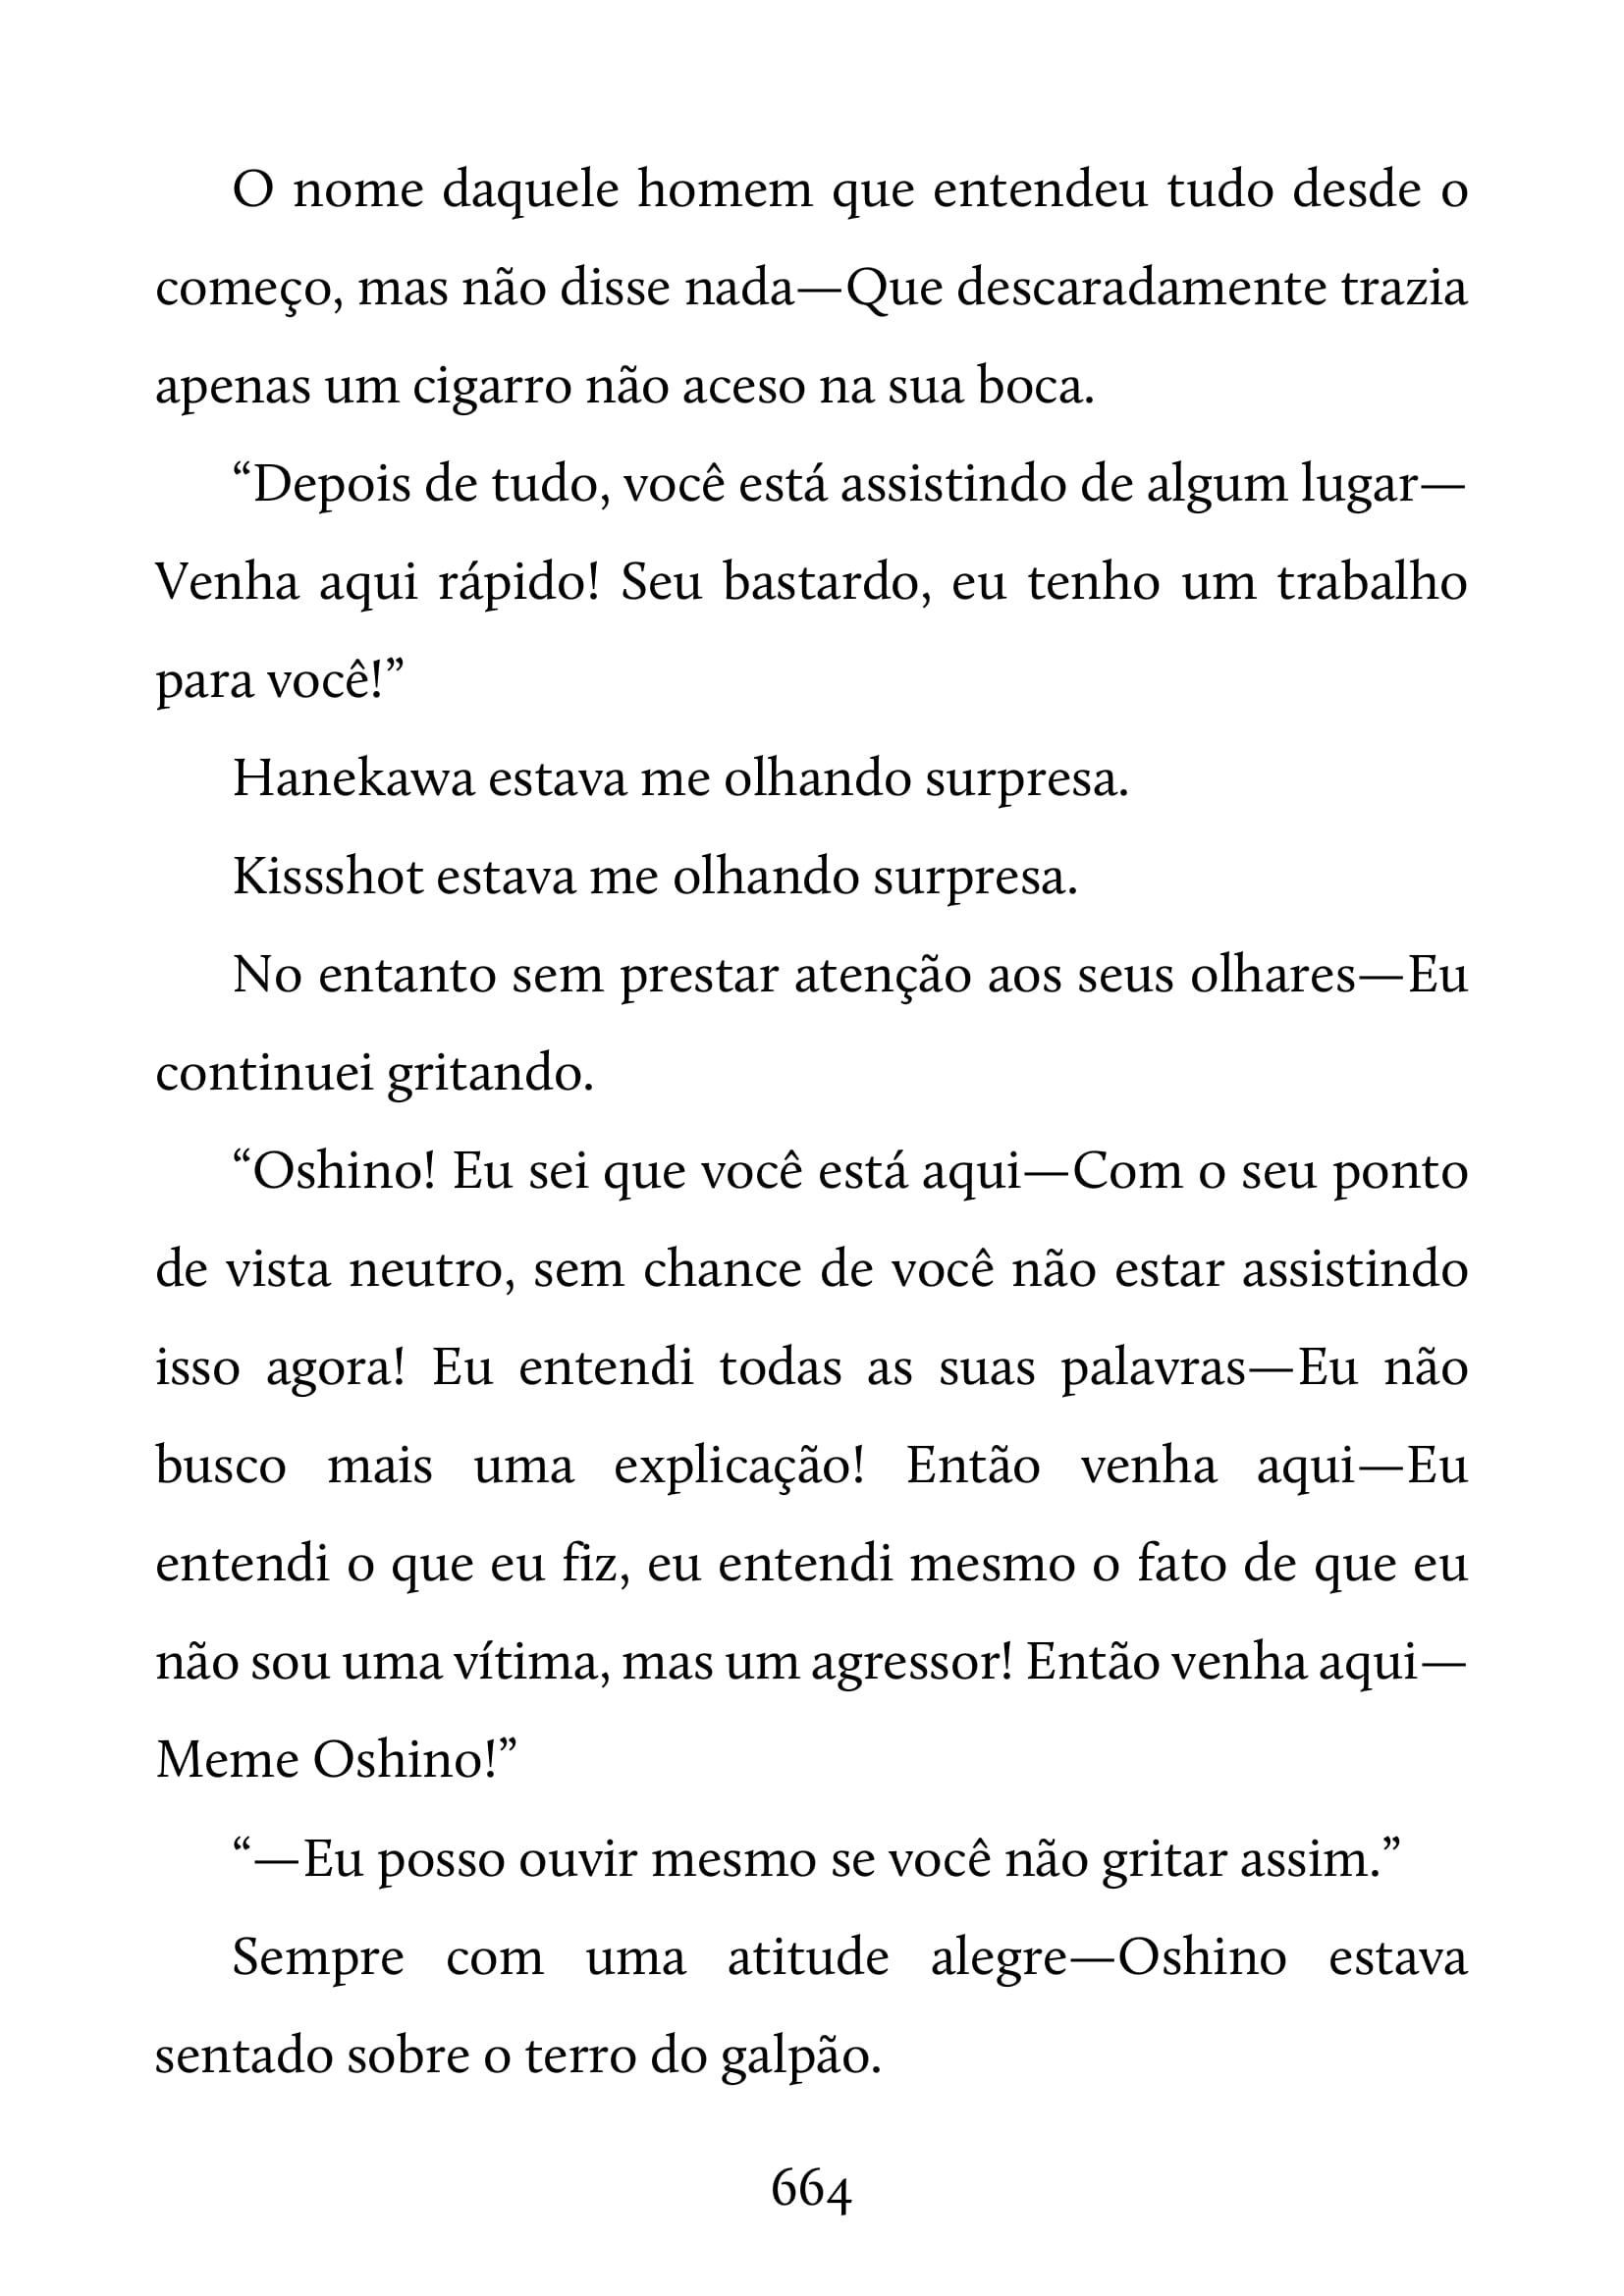 O nome daquele homem que entendeu tudo desde o
começo, mas não disse nada—Que descaradamente trazia
apenas um cigarro não aceso na sua boca.
“Depois de tudo, você está assistindo de algum lugar—
Venha aqui rápido! Seu bastardo, eu tenho um trabalho
para você!”
Hanekawa estava me olhando surpresa.
Kissshot estava me olhando surpresa.
No entanto sem prestar atenção aos seus olhares—Eu
continuei gritando.
“Oshino! Eu sei que você está aqui—Com o seu ponto
de vista neutro, sem chance de você não estar assistindo
isso agora! Eu entendi todas as suas palavras—Eu não
busco mais uma explicação! Então venha aqui—Eu
entendi o que eu fiz, eu entendi mesmo o fato de que eu
não sou uma vítima, mas um agressor! Então venha aqui—
Meme Oshino!”
“—Eu posso ouvir mesmo se você não gritar assim.”
Sempre com uma atitude alegre—Oshino estava
sentado sobre o terro do galpão.
664